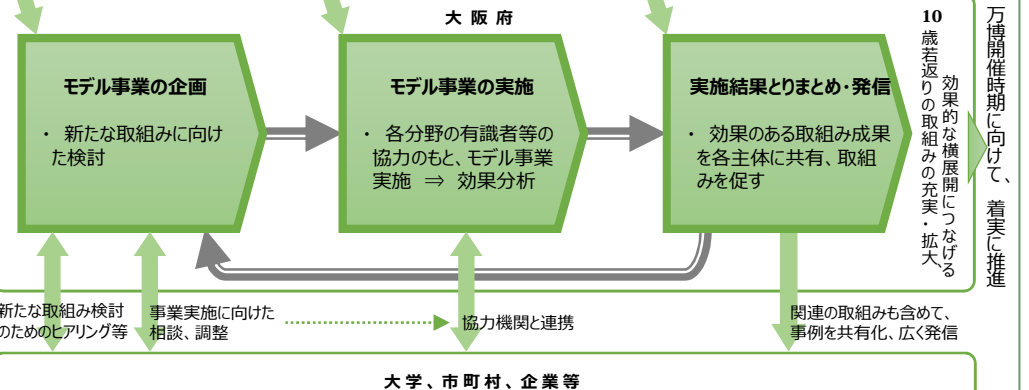 大阪府
モデル事業の企画
・ 新たな取組みに向け
た検討
モデル事業の実施
・ 各分野の有識者等の
協力のもと、モデル事業
実施 ⇒ 効果分析
実施結果とりまとめ・発信
・ 効果のある取組み成果
を各主体に共有、取組
みを促す
10歳若返りの取組みの充実・拡大、
効果的な横展開につなげる
万博開催時期に向けて、着実に推進
新たな取組み検討
のためのヒアリング等
事業実施に向けた
相談、調整
協力機関と連携
関連の取組みも含めて、
事例を共有化、広く発信
大学、市町村、企業等